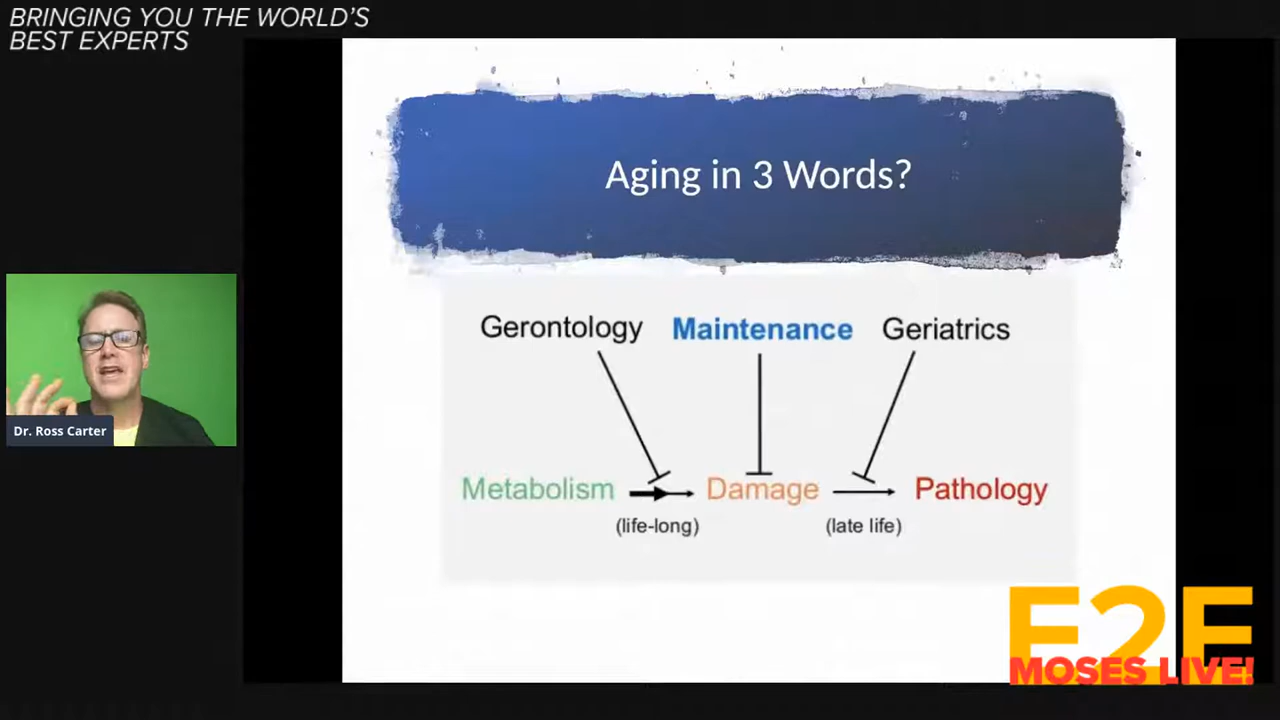 BRINGING YOU THE WORLD'S
BEST EXPERTS
Aging in 3 Words?
Gerontology Maintenance Geriatrics
Metabolism Damage Pathology
(life-long) (late life)
Dr. Ross Carter
E2E
MOSES LIVE!